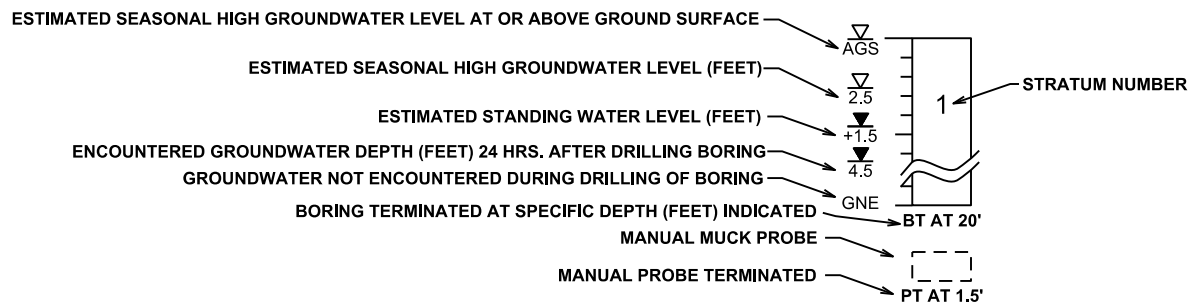 ESTIMATED SEASONAL HIGH GROUNDWATER LEVEL AT OR ABOVE GROUND SURFACE
AGS
ESTIMATED SEASONAL HIGH GROUNDWATER LEVEL (FEET)
2.5
1
STRATUM NUMBER
ESTIMATED STANDING WATER LEVEL (FEET)
+1.5
ENCOUNTERED GROUNDWATER DEPTH (FEET) 24 HRS. AFTER DRILLING BORING
4.5
GROUNDWATER NOT ENCOUNTERED DURING DRILLING OF BORING
GNE
BORING TERMINATED AT SPECIFIC DEPTH (FEET) INDICATED
BT AT 20'
MANUAL MUCK PROBE
MANUAL PROBE TERMINATED
PT AT 1.5'